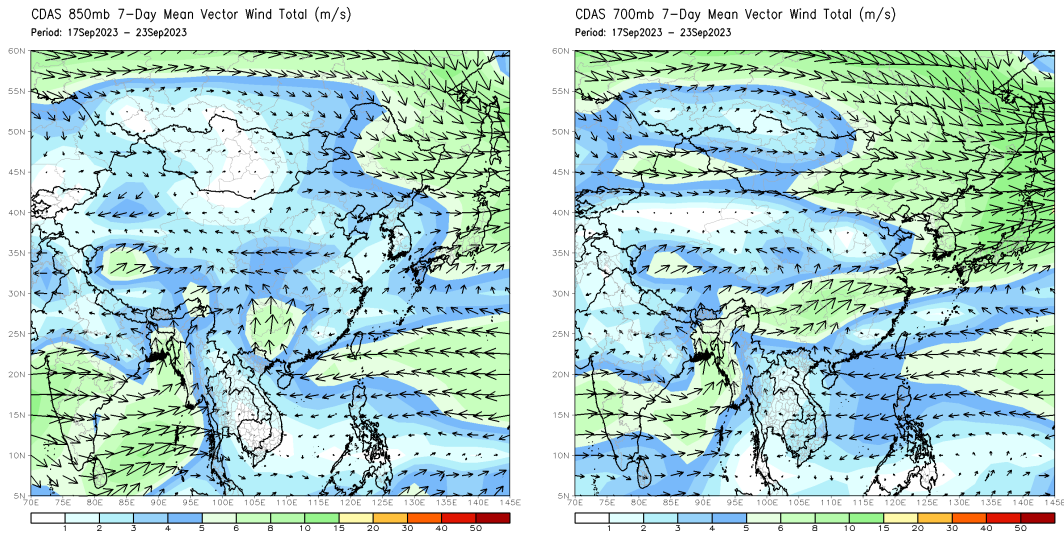 CDAS 850mb 7-Day Mean Vector Wind Total (m/s)
Period: 17Sep2023 - 23Sep2023
60N
55N
50N
45N
40N
35N
30N
25N
20N
15N
10N
5N
70E 75E 80E 85E 90E 95E 100E 105E 110E 115E 120E 125E 130E 135E 140E 145E
1 2 3 4 5 6 8 10 15 20 30 40 50
CDAS 700mb 7-Day Mean Vector Wind Total (m/s)
Period: 17Sep2023 - 23Sep2023
60N
55N
50N
45N
40N
35N
30N
25N
20N
15N
10N
5N
70E 75E 80E 85E 90E 95E 100E 105E 110E 115E 120E 125E 130E 135E 140E 145E
1 2 3 4 5 6 8 10 15 20 30 40 50